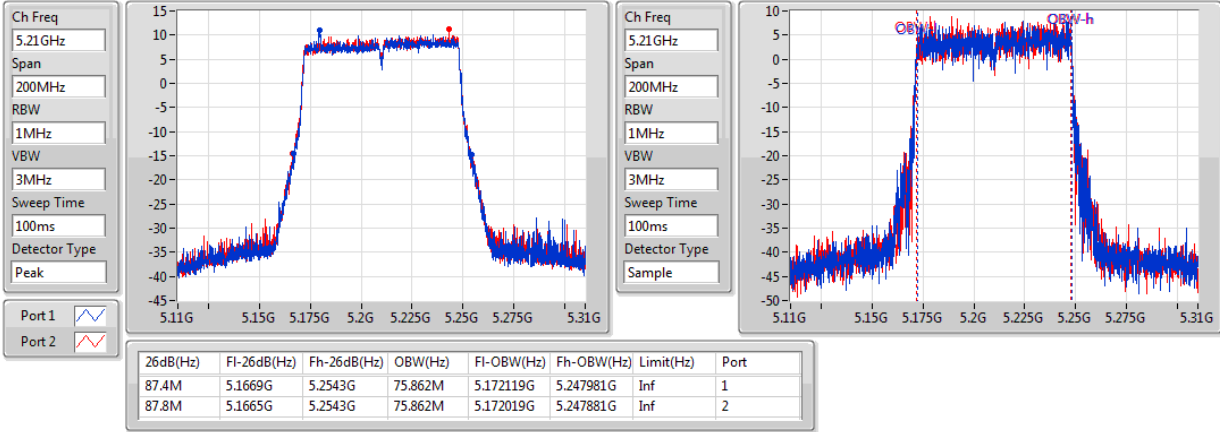 Ch Freq
5.21GHz
Span
200MHz
RBW
1MHz
VBW
3MHz
Sweep Time
100ms
Detector Type
Peak
Port 1
Port 2
15
10
5
0
-5
-10
-15
-20
-25
-30
-35
-40
-45
5.11G 5.15G 5.175G 5.2G 5.225G 5.25G 5.31G
Ch Freq
5.21GHz
Span
200MHz
RBW
1MHz
VBW
3MHz
Sweep Time
100ms
Detector Type
Sample
10
5
0
-5
-10
-15
-20
-25
-30
-35
-40
-45
-50
OBW-h
5.11G 5.15G 5.175G 5.2G 5.225G 5.25G 5.31G
26dB(Hz) Fl-26dB(Hz) Fh-26dB(Hz) OBW(Hz) Fl-OBW(Hz) Fh-OBW(Hz) Limit(Hz) Port
87.4M 5.1669G 5.2543G 75.862M 5.172119G 5.247981G Inf 1
87.8M 5.1665G 5.2543G 75.862M 5.172019G 5.247881G Inf 2